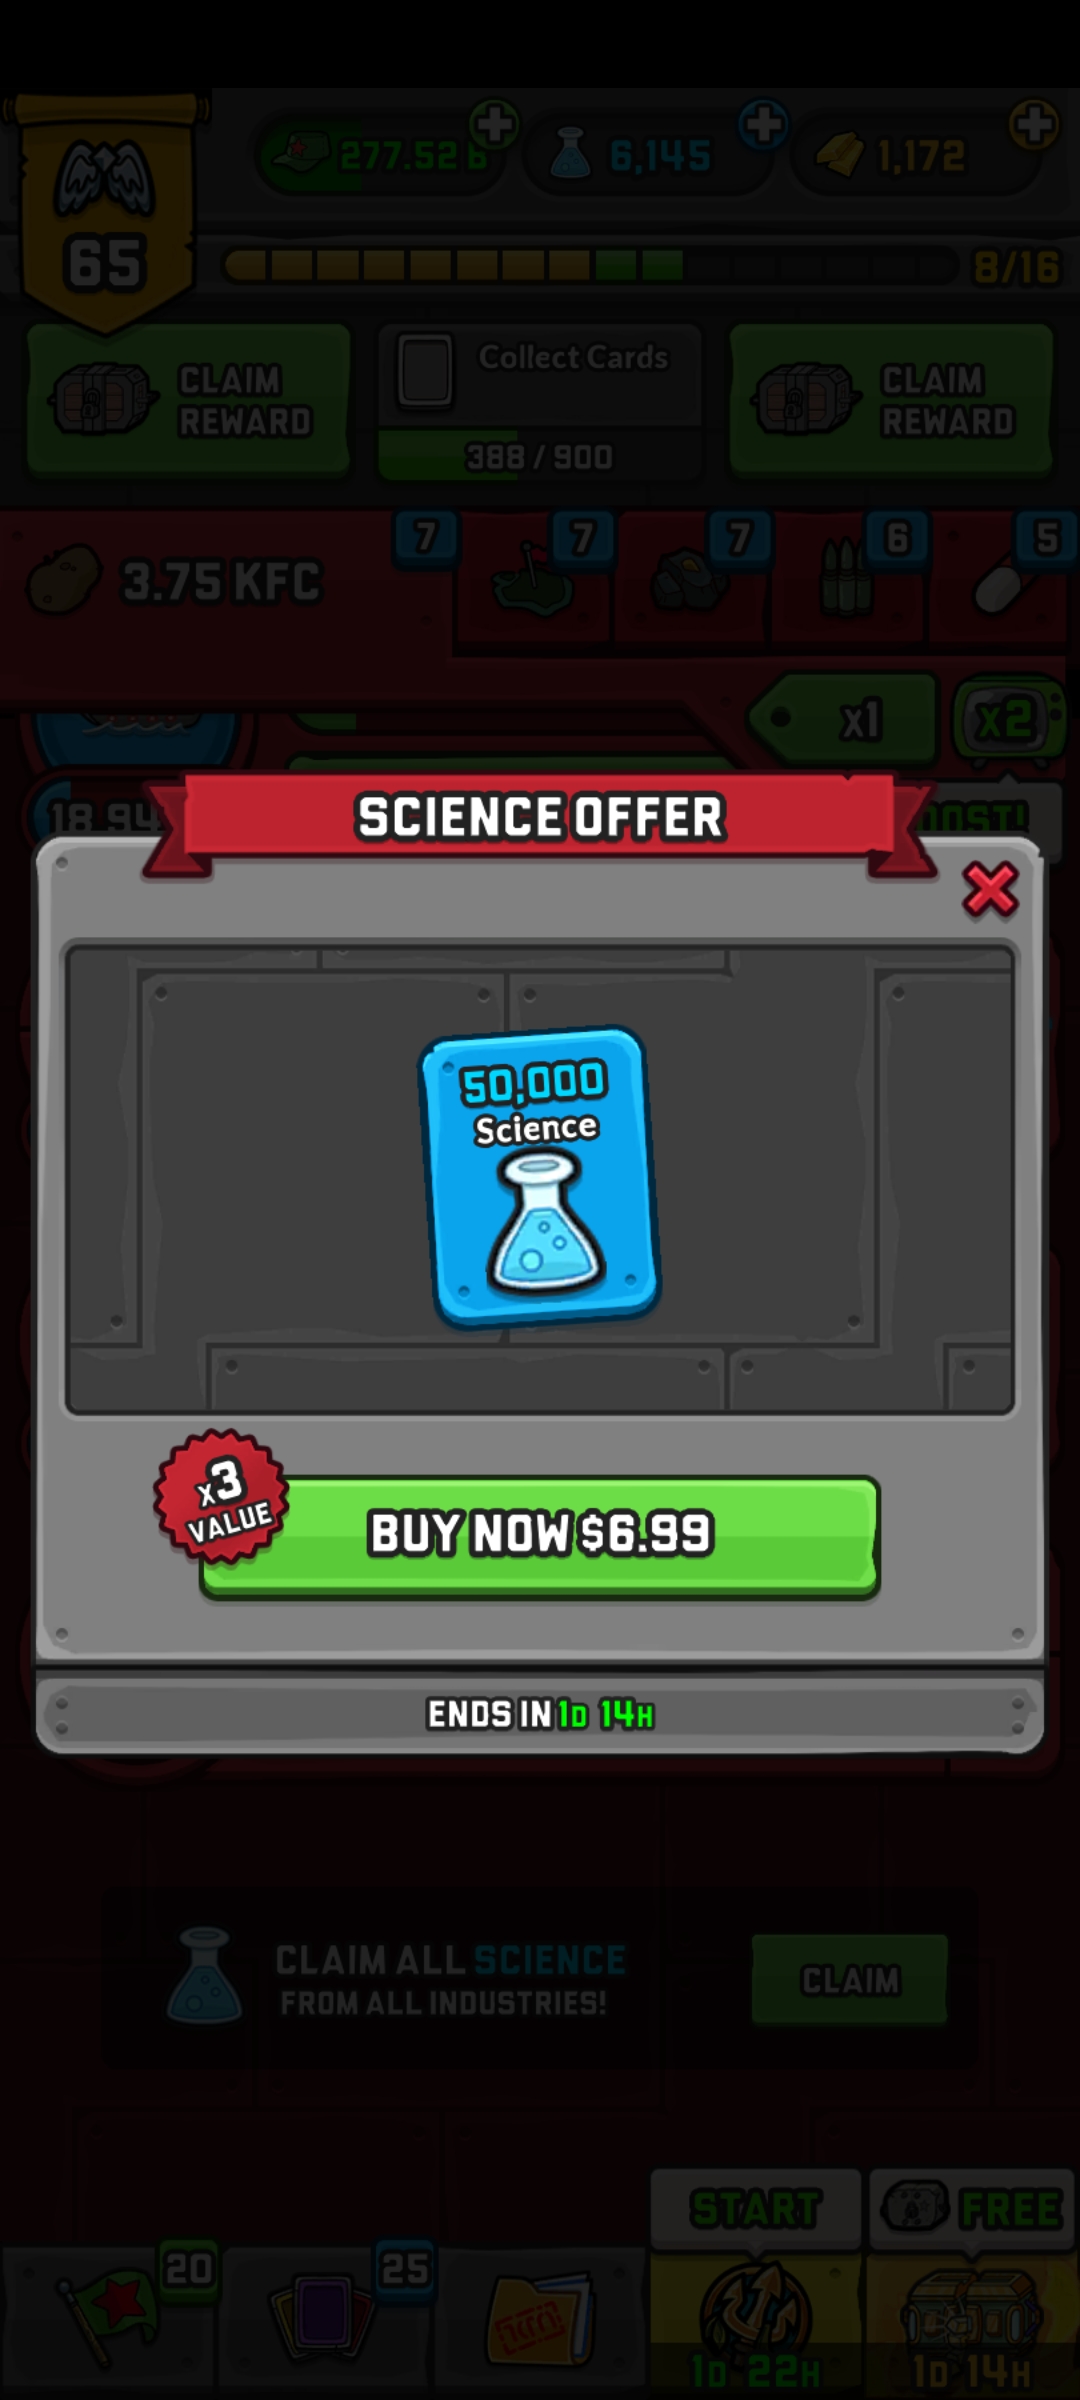 277.52 b
6,145
1,172
65
8/16
CLAIM
REWARD
Collect Cards
388 / 900
CLAIM
REWARD
3.75 KFC
7
7
7
6
5
x1
x2
18.94
SCIENCE OFFER
50,000
Science
x3
VALUE
BUY NOW $6.99
ENDS IN 1D 14H
CLAIM ALL SCIENCE
FROM ALL INDUSTRIES!
CLAIM
START
FREE
20
25
1D 22H
1D 14H